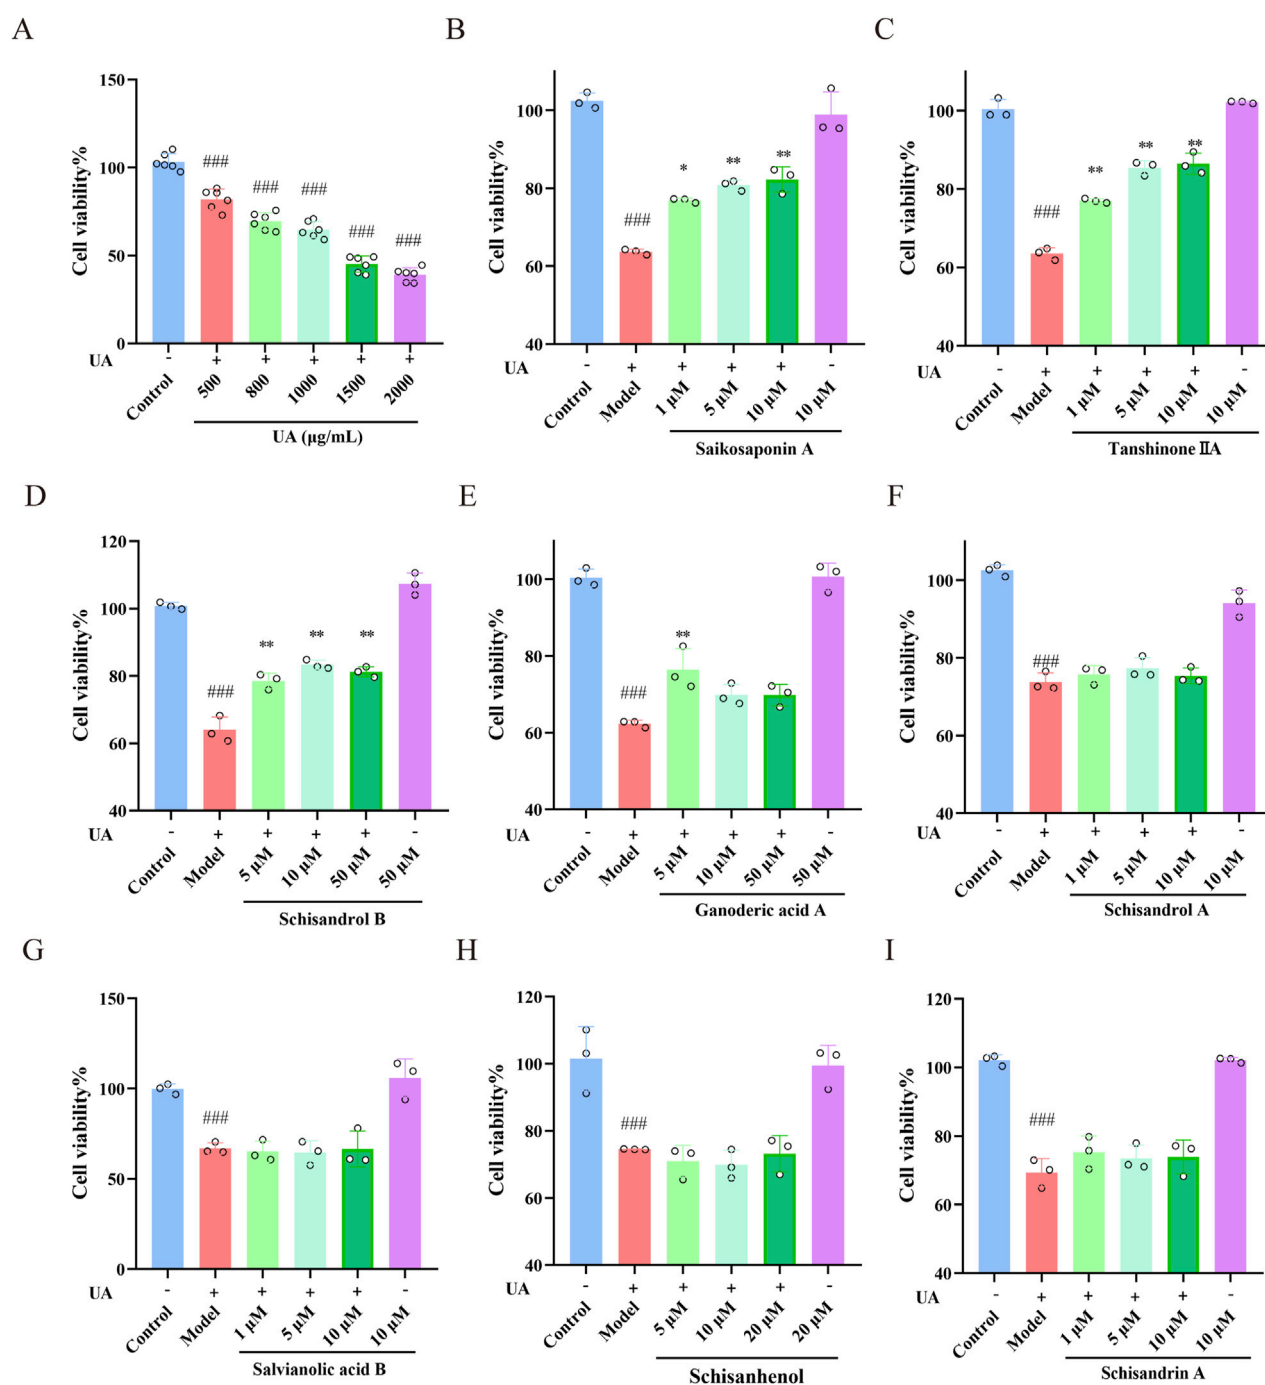 A
Cell viability%
150
100
50
0
###
###
###
###
###
UA
- + + + + +
Control 500 800 1000 1500 2000
UA (μg/mL)
B
Cell viability%
100
80
60
40
###
*
**
**
UA
- + + + + -
Control Model 1 μM 5 μM 10 μM 10 μM
Saikosaponin A
C
Cell viability%
100
80
60
40
###
**
**
**
UA
- + + + + -
Control Model 1 μM 5 μM 10 μM 10 μM
Tanshinone ⅡA
D
Cell viability%
120
100
80
60
40
###
**
**
**
UA
- + + + + -
Control Model 5 μM 10 μM 50 μM 50 μM
Schisandrol B
E
Cell viability%
100
80
60
40
###
**
UA
- + + + + -
Control Model 5 μM 10 μM 50 μM 50 μM
Ganoderic acid A
F
Cell viability%
100
80
60
40
###
UA
- + + + + -
Control Model 1 μM 5 μM 10 μM 10 μM
Schisandrol A
G
Cell viability%
150
100
50
0
###
UA
- + + + + -
Control Model 1 μM 5 μM 10 μM 10 μM
Salvianolic acid B
H
Cell viability%
120
100
80
60
40
###
UA
- + + + + -
Control Model 5 μM 10 μM 20 μM 20 μM
Schisanhenol
I
Cell viability%
120
100
80
60
40
###
UA
- + + + + -
Control Model 1 μM 5 μM 10 μM 10 μM
Schisandrin A